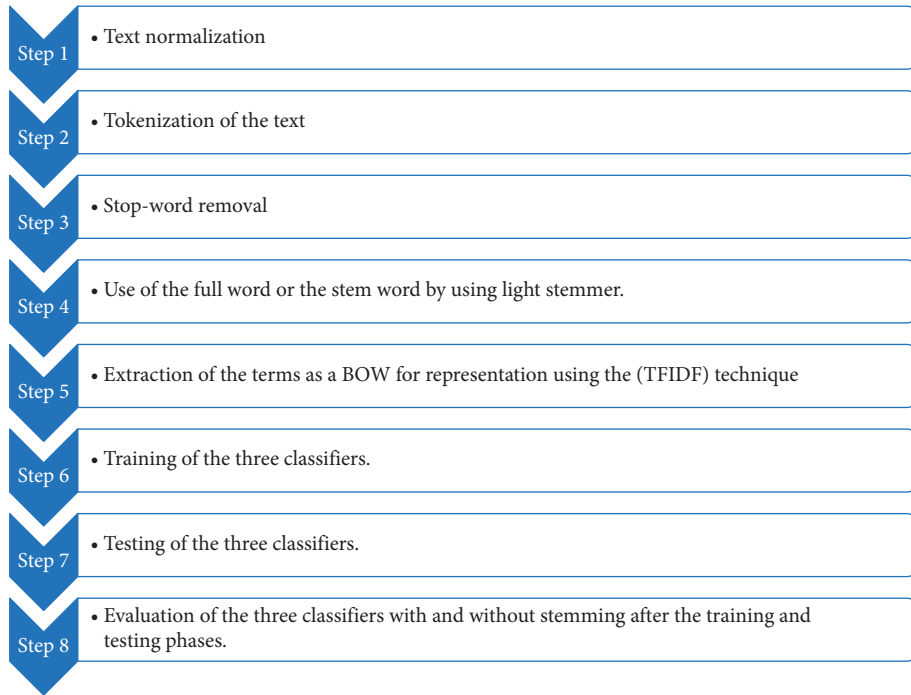 Step 1
• Text normalization
Step 2
• Tokenization of the text
Step 3
• Stop-word removal
Step 4
• Use of the full word or the stem word by using light stemmer.
Step 5
• Extraction of the terms as a BOW for representation using the (TFIDF) technique
Step 6
• Training of the three classifiers.
Step 7
• Testing of the three classifiers.
Step 8
• Evaluation of the three classifiers with and without stemming after the training and
testing phases.